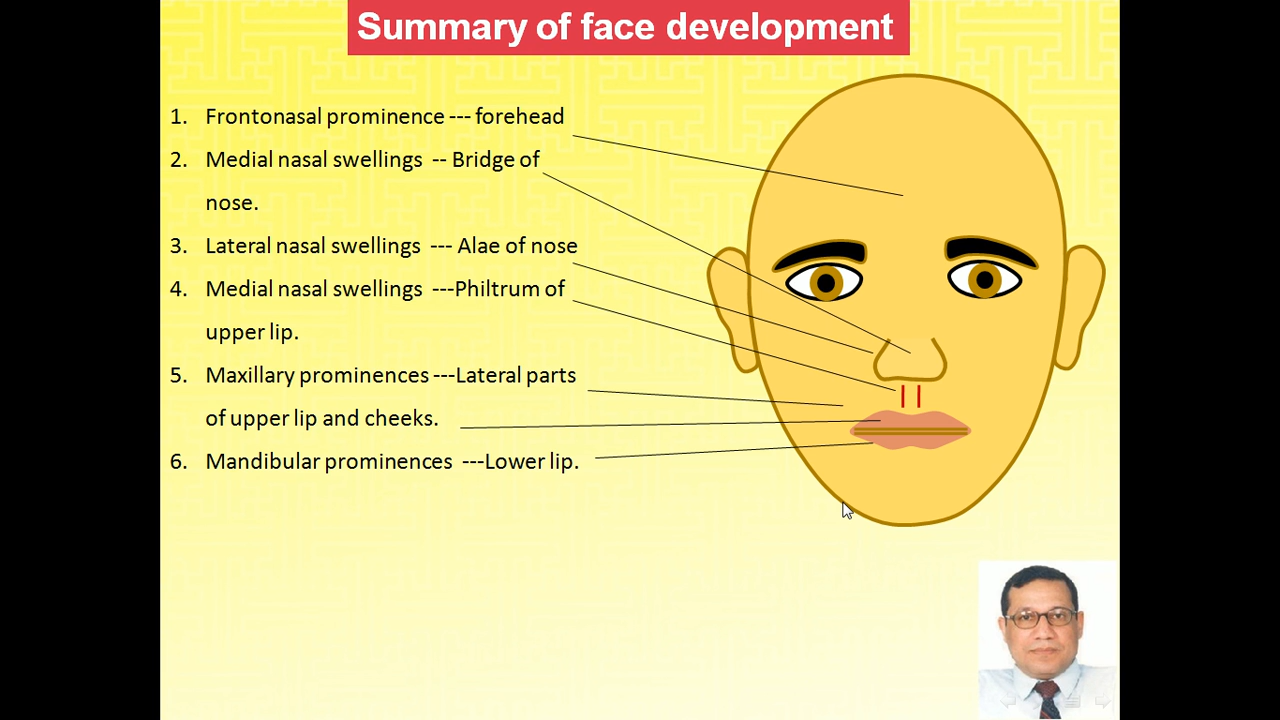 Summary of face development
1. Frontonasal prominence --- forehead
2. Medial nasal swellings -- Bridge of
nose.
3. Lateral nasal swellings --- Alae of nose
4. Medial nasal swellings ---Philtrum of
upper lip.
5. Maxillary prominences ---Lateral parts
of upper lip and cheeks.
6. Mandibular prominences ---Lower lip.